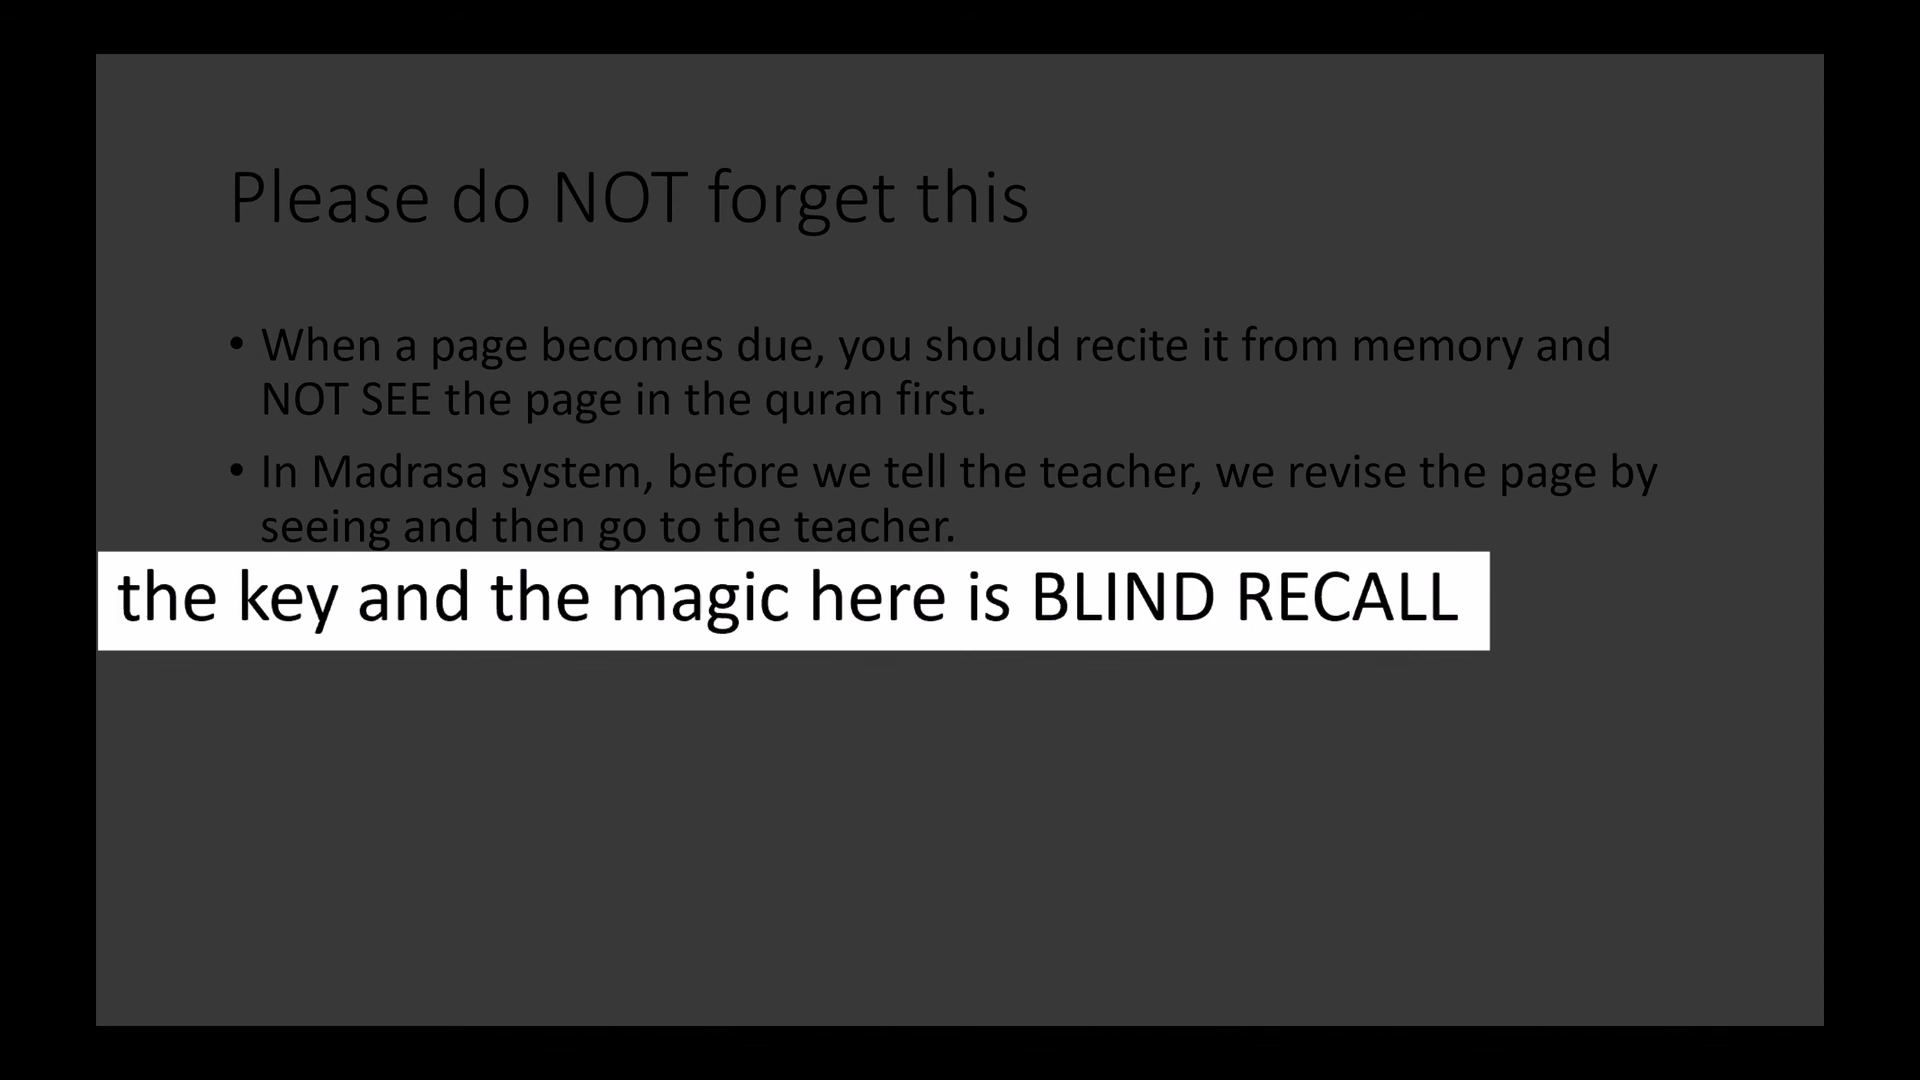 Please do NOT forget this
• When a page becomes due, you should recite it from memory and
NOT SEE the page in the quran first.
• In Madrasa system, before we tell the teacher, we revise the page by
seeing and then go to the teacher.
the key and the magic here is BLIND RECALL